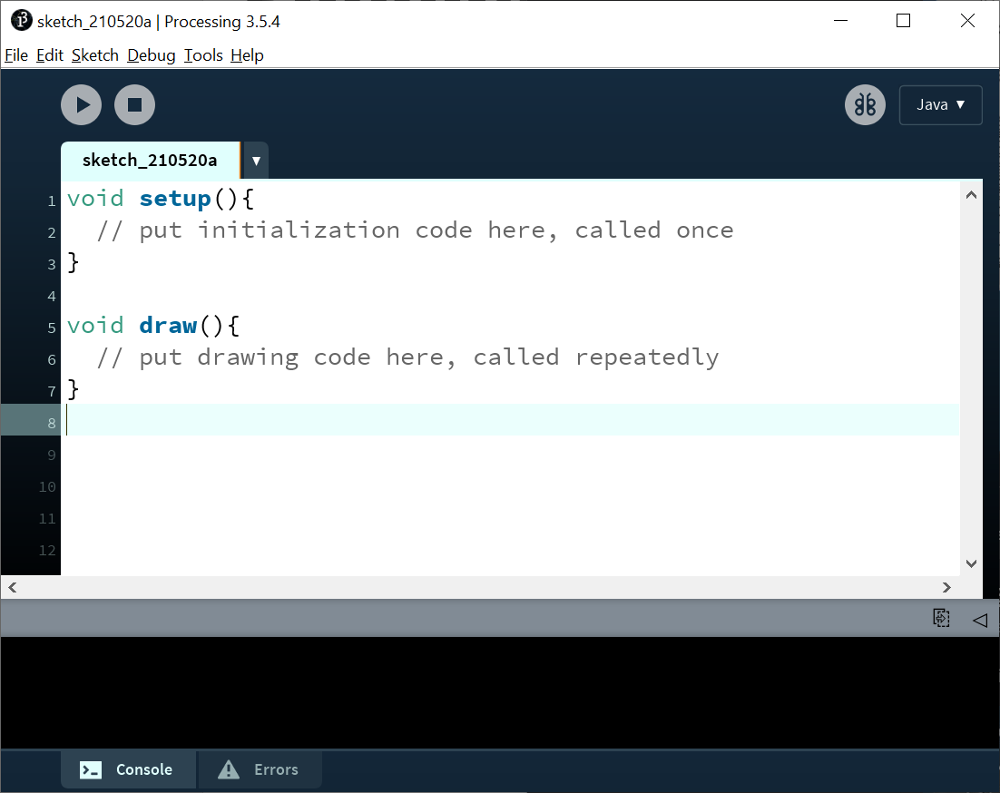 sketch_210520a | Processing 3.5.4
File Edit Sketch Debug Tools Help
Java ▼
sketch_210520a ▼
1 void setup(){
2   // put initialization code here, called once
3 }
4
5 void draw(){
6   // put drawing code here, called repeatedly
7 }
8
9
10
11
12
Console Errors